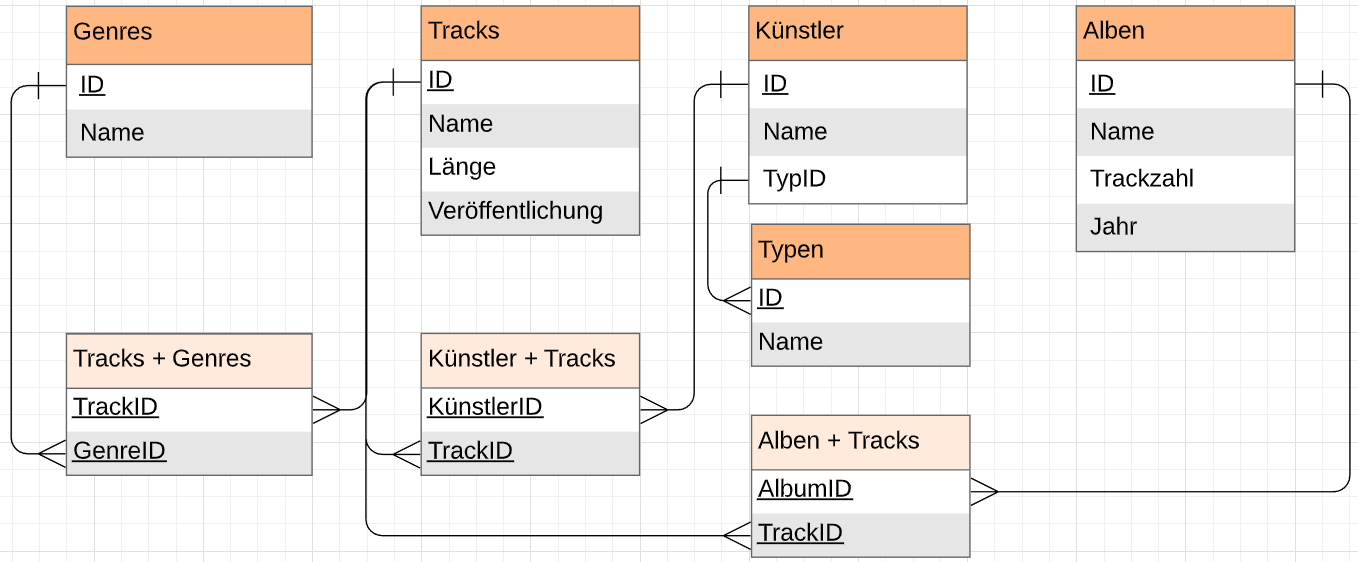 Genres
ID
Name
Tracks
ID
Name
Länge
Veröffentlichung
Künstler
ID
Name
TypID
Alben
ID
Name
Trackzahl
Jahr
Typen
ID
Name
Tracks + Genres
TrackID
GenreID
Künstler + Tracks
KünstlerID
TrackID
Alben + Tracks
AlbumID
TrackID